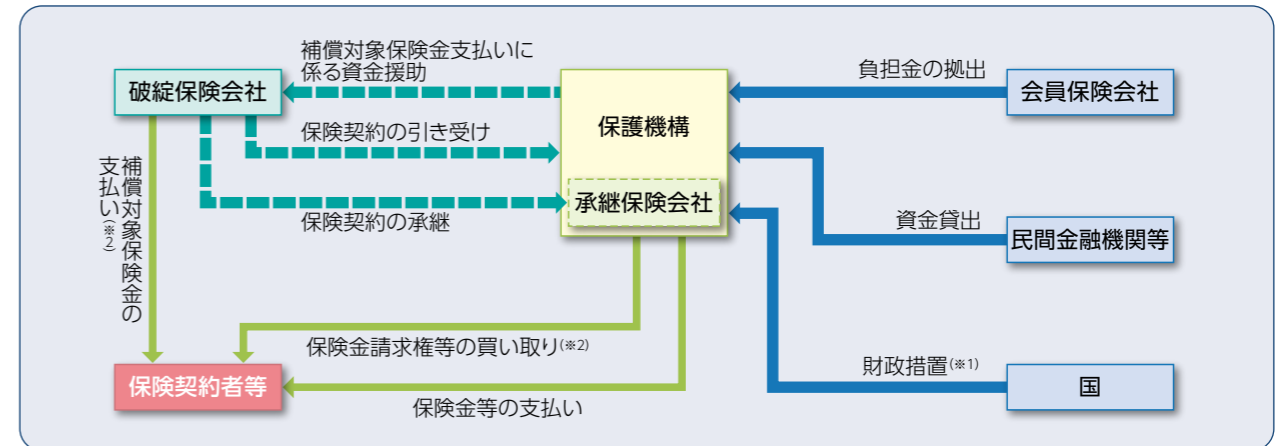 補償対象保険金支払いに
係る資金援助
負担金の拠出
破綻保険会社
会員保険会社
保護機構
保険契約の引き受け
補償対象保険金の
支払い(※2)
承継保険会社
保険契約の承継
資金貸出
民間金融機関等
保険金請求権等の買い取り(※2)
財政措置(※1)
保険契約者等
国
保険金等の支払い